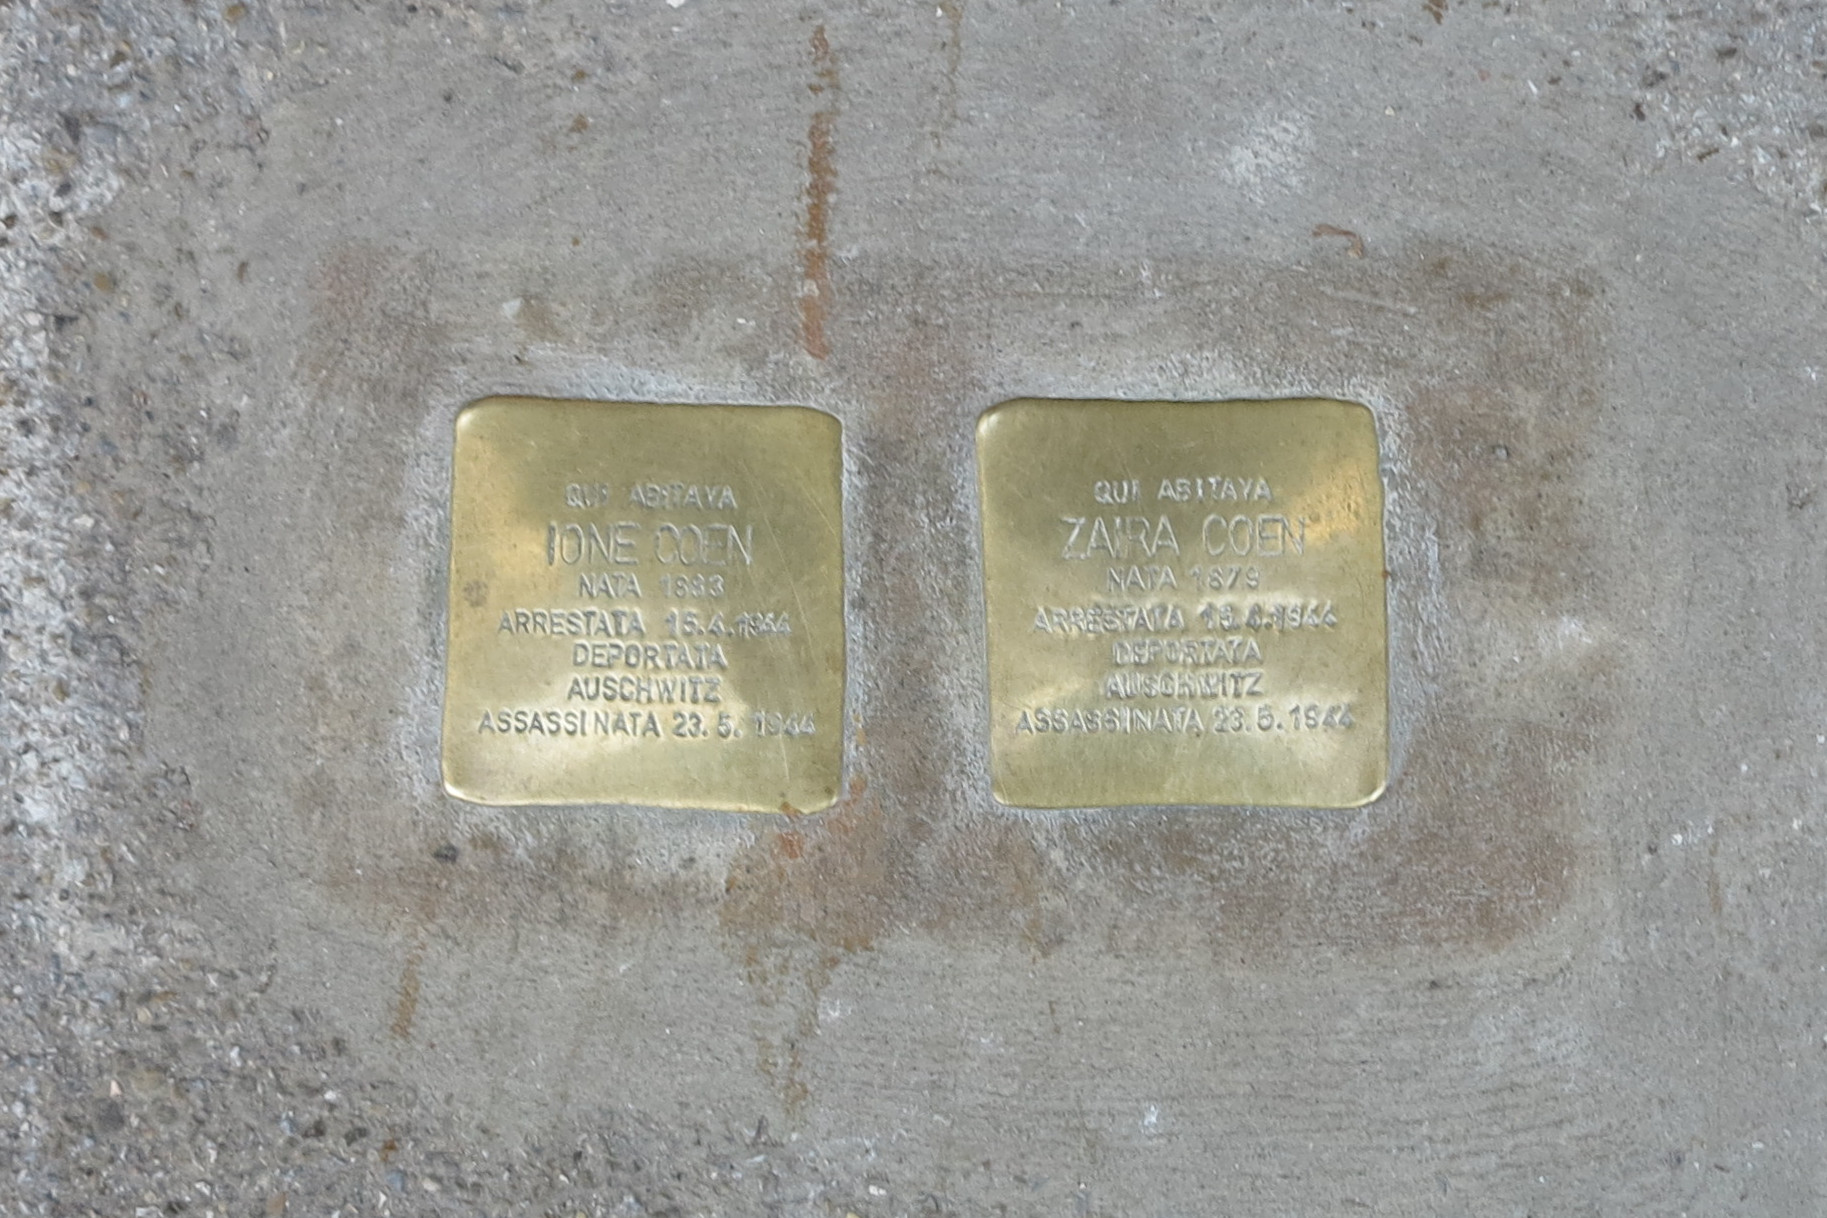 QUI ABITAVA
IONE COEN
NATA 1883
ARRESTATA 15.4.1944
DEPORTATA
AUSCHWITZ
ASSASSINATA 23.5.1944
QUI ABITAVA
ZAIRA COEN
NATA 1879
ARRESTATA 15.4.1944
DEPORTATA
AUSCHWITZ
ASSASSINATA 23.5.1944